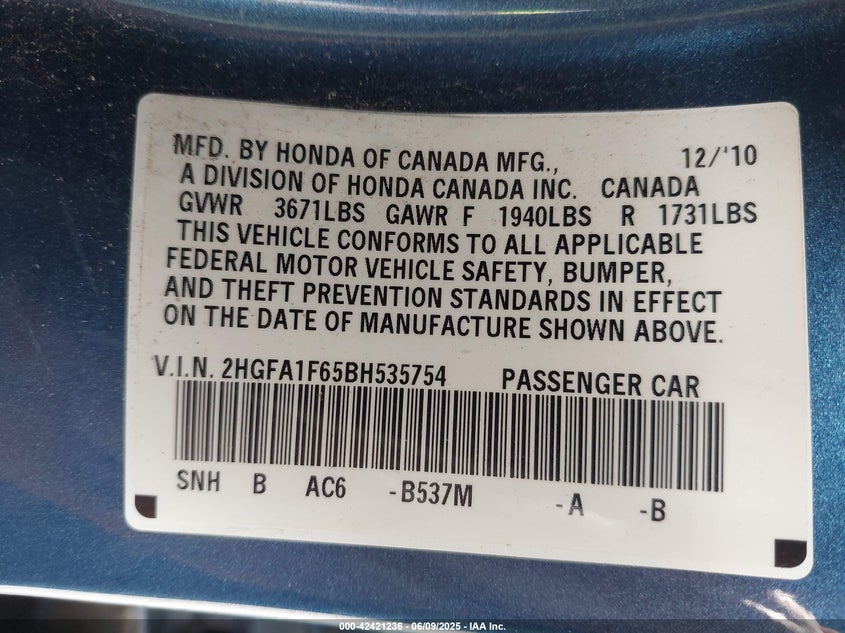 MFD. BY HONDA OF CANADA MFG., 12/'10
A DIVISION OF HONDA CANADA INC. CANADA
GVWR 3671LBS GAWR F 1940LBS R 1731LBS
THIS VEHICLE CONFORMS TO ALL APPLICABLE
FEDERAL MOTOR VEHICLE SAFETY, BUMPER,
AND THEFT PREVENTION STANDARDS IN EFFECT
ON THE DATE OF MANUFACTURE SHOWN ABOVE.
V.I.N. 2HGFA1F65BH535754 PASSENGER CAR
SNH B AC6 -B537M -A -B
000-42421236 - 06/09/2025 - IAA Inc.